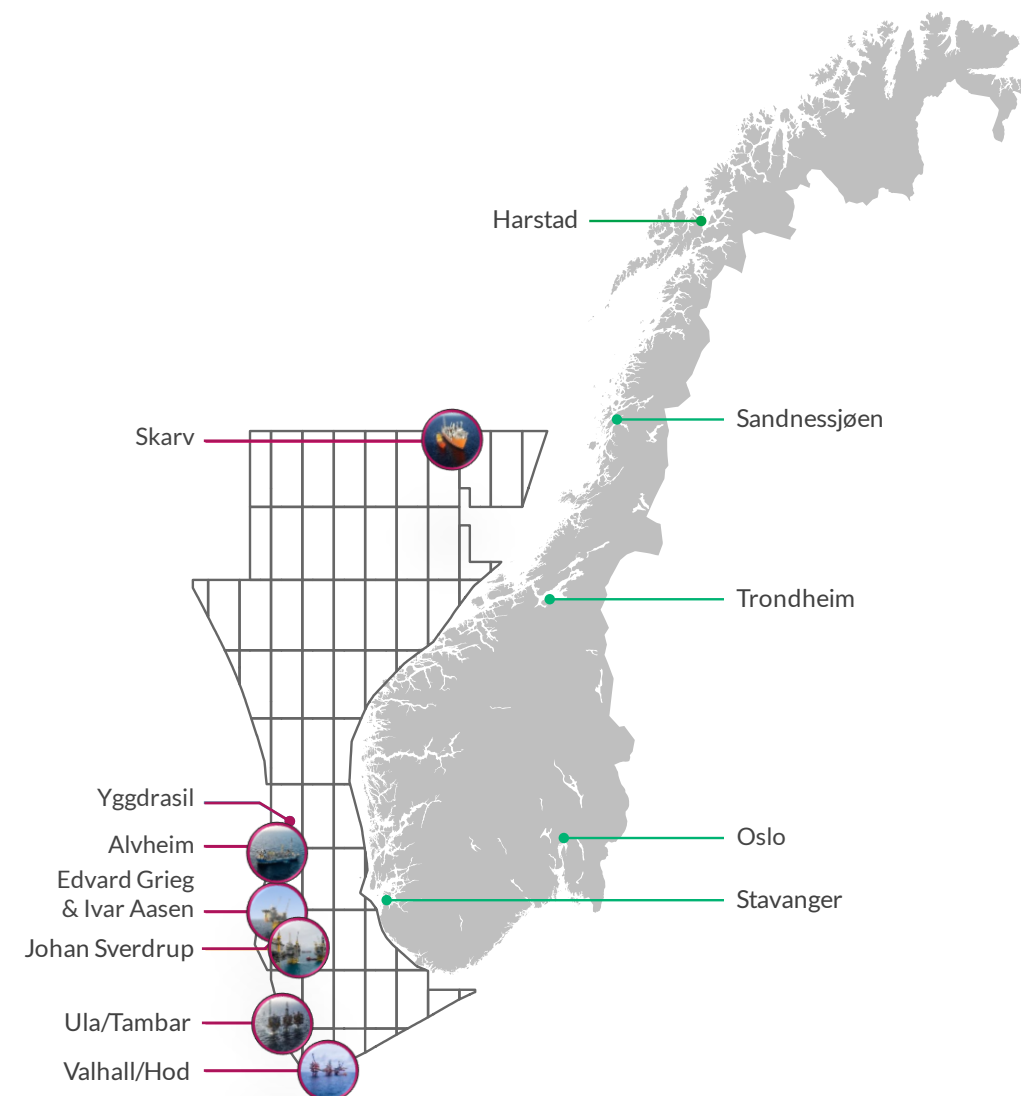 Harstad
Sandnessjøen
Skarv
Trondheim
Yggdrasil
Alvheim
Oslo
Edvard Grieg
& Ivar Aasen
Stavanger
Johan Sverdrup
Ula/Tambar
Valhall/Hod